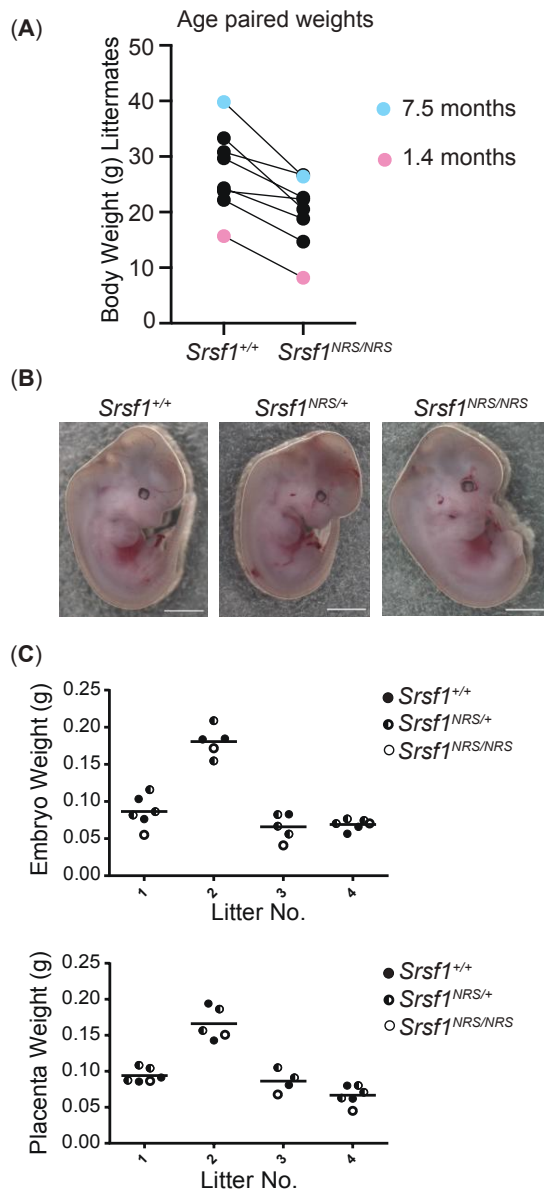 (A)
Age paired weights
Body Weight (g) Littermates
50
40
30
20
10
0
Srsf1+/+
Srsf1NRS/NRS
7.5 months
1.4 months
(B)
Srsf1+/+
Srsf1NRS/+
Srsf1NRS/NRS
(C)
Embryo Weight (g)
0.25
0.20
0.15
0.10
0.05
0.00
1
2
3
4
Litter No.
Srsf1+/+
Srsf1NRS/+
Srsf1NRS/NRS
Placenta Weight (g)
0.25
0.20
0.15
0.10
0.05
0.00
1
2
3
4
Litter No.
Srsf1+/+
Srsf1NRS/+
Srsf1NRS/NRS